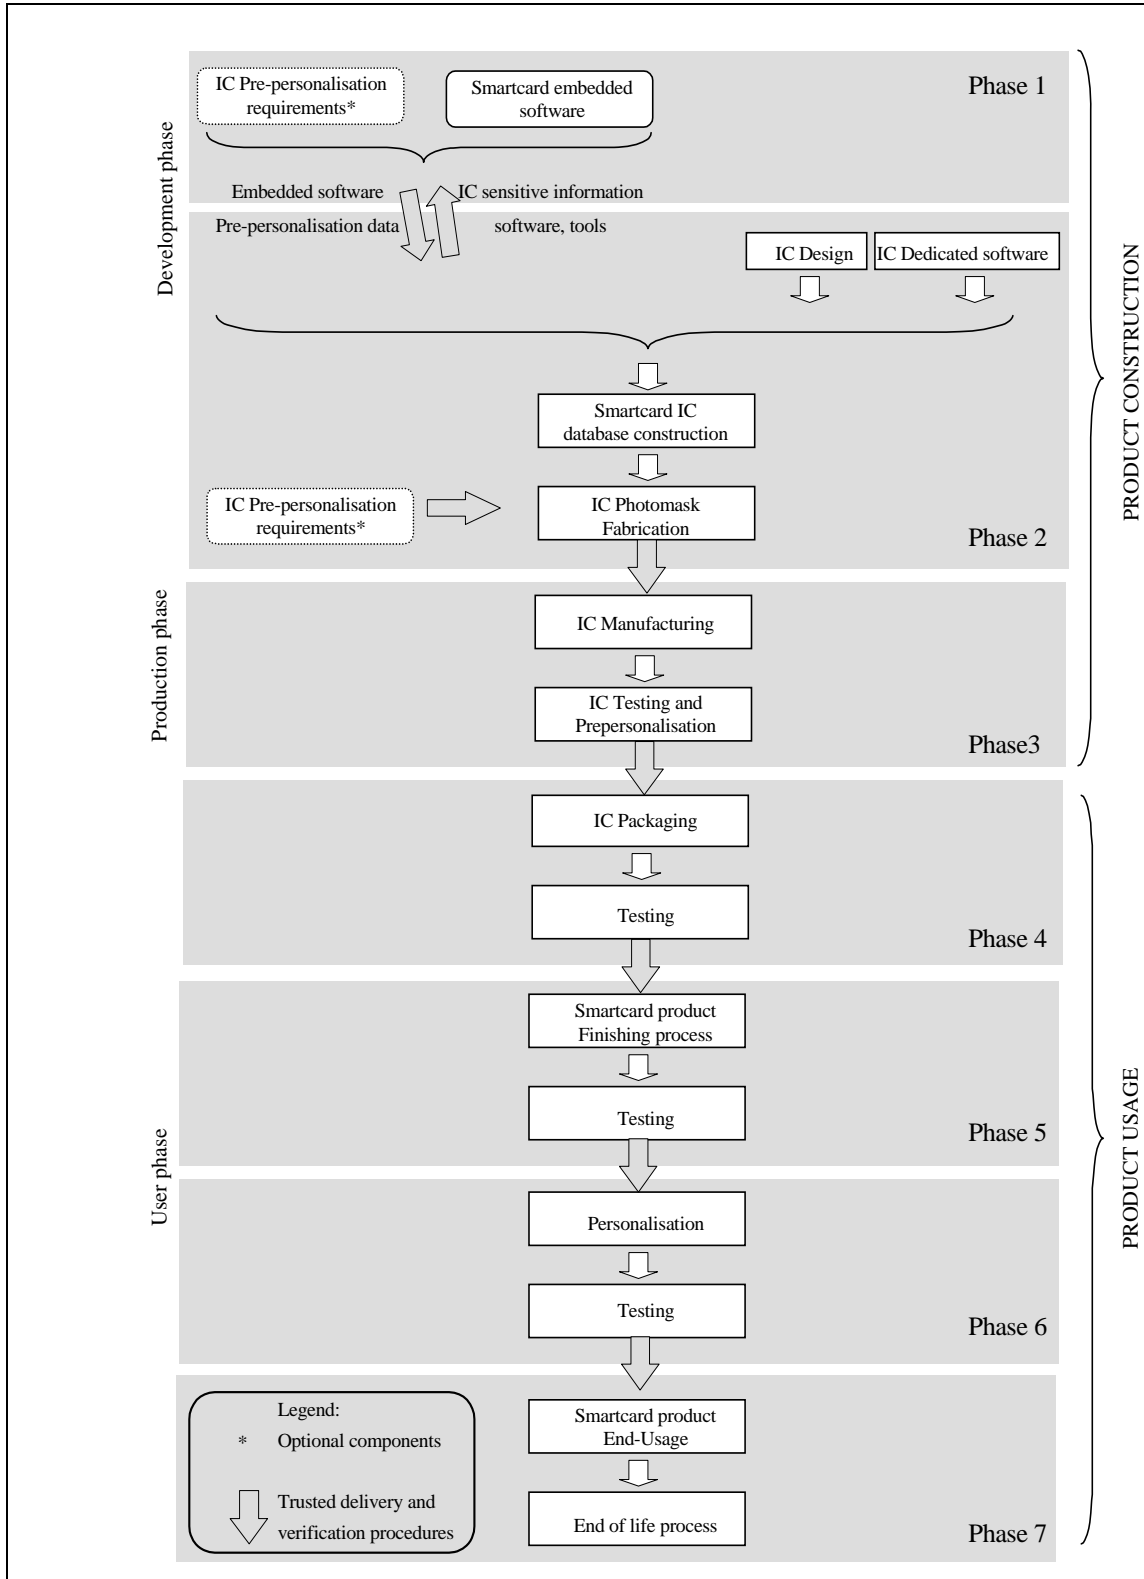 IC Pre-personalisation
requirements*
Smartcard embedded
software
Phase 1
Development phase
Embedded software
IC sensitive information
Pre-personalisation data
software, tools
IC Design
IC Dedicated software
PRODUCT CONSTRUCTION
Smartcard IC
database construction
IC Pre-personalisation
requirements*
IC Photomask
Fabrication
Phase 2
Production phase
IC Manufacturing
IC Testing and
Prepersonalisation
Phase3
IC Packaging
Testing
Phase 4
Smartcard product
Finishing process
Testing
Phase 5
User phase
PRODUCT USAGE
Personalisation
Testing
Phase 6
Legend:
* Optional components
Trusted delivery and
verification procedures
Smartcard product
End-Usage
End of life process
Phase 7